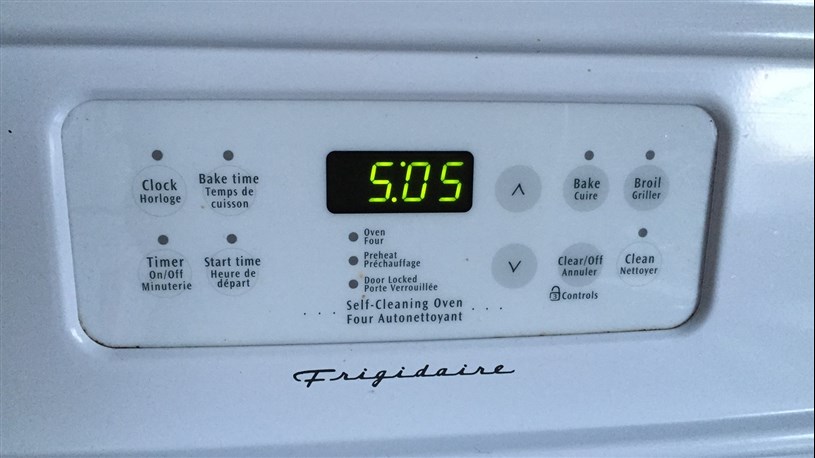 Clock
Horloge
Bake time
Temps de
cuisson
5:05
Bake
Cuire
Broil
Griller
Timer
On/Off
Minuterie
Start time
Heure de
départ
Oven
Four
Preheat
Préchauffage
Door Locked
Porte Verrouillée
Clear/Off
Annuler
Controls
Clean
Nettoyer
Self-Cleaning Oven
Four Autonettoyant
Frigidaire